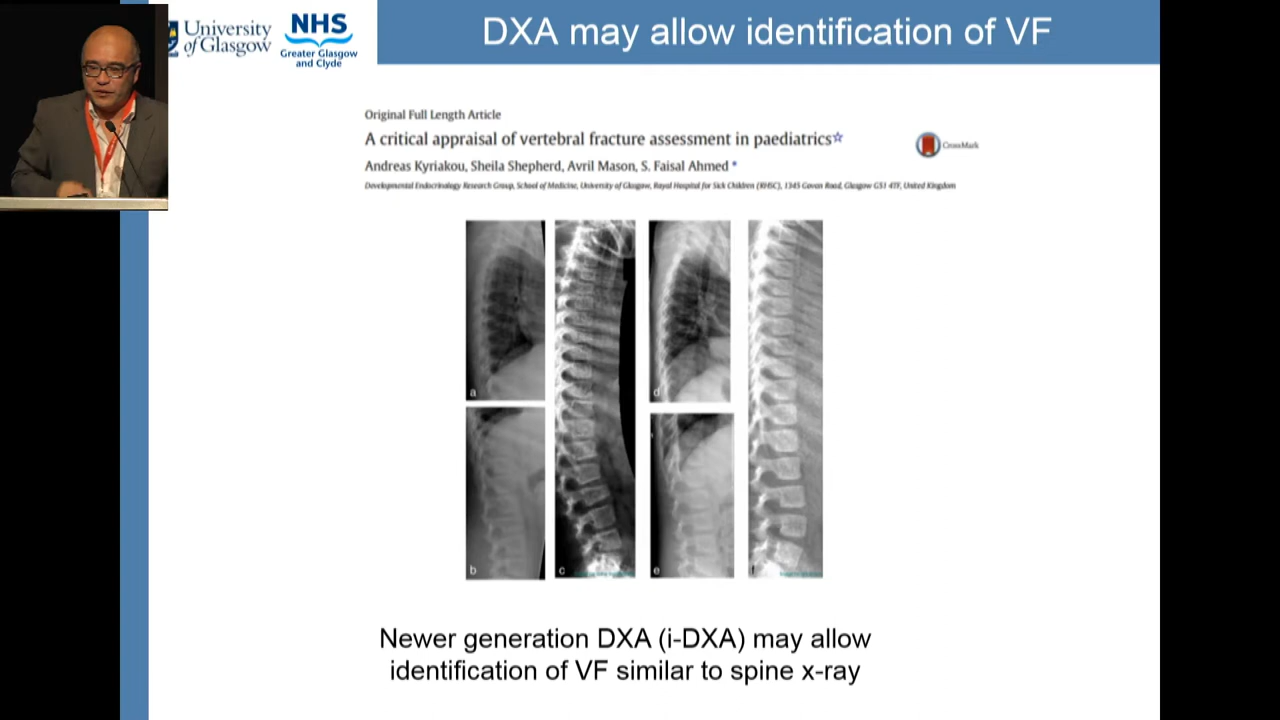 University
of Glasgow
NHS
Greater Glasgow
and Clyde
DXA may allow identification of VF
Original Full Length Article
A critical appraisal of vertebral fracture assessment in paediatrics☆
CrossMark
Andreas Kyriakou, Sheila Shepherd, Avril Mason, S. Faisal Ahmed *
Developmental Endocrinology Research Group, School of Medicine, University of Glasgow, Royal Hospital for Sick Children (RHSC), 1345 Govan Road, Glasgow G51 4TF, United Kingdom
a
d
b
c
e
f
Newer generation DXA (i-DXA) may allow
identification of VF similar to spine x-ray